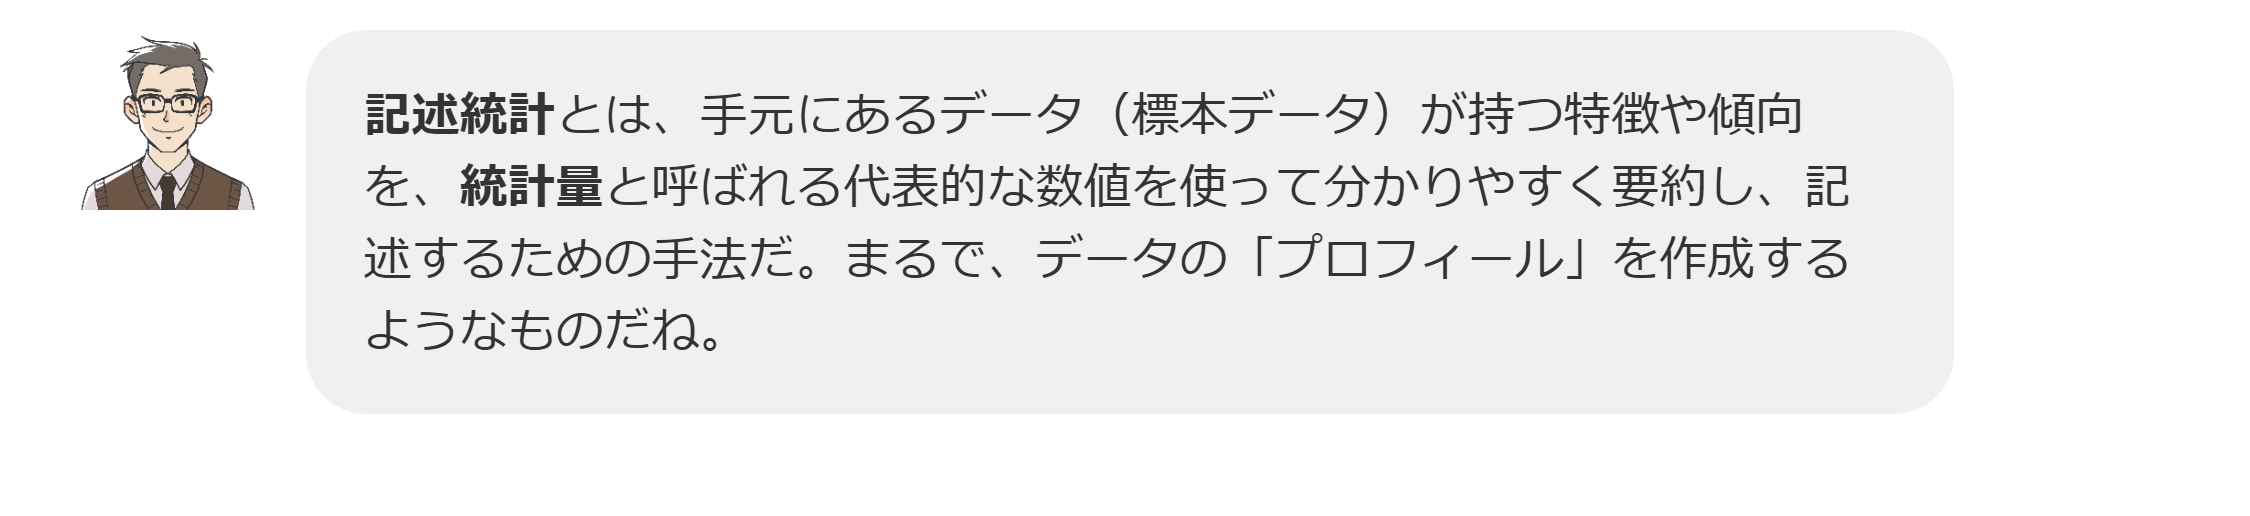 記述統計とは、手元にあるデータ（標本データ）が持つ特徴や傾向
を、統計量と呼ばれる代表的な数値を使って分かりやすく要約し、記
述するための手法だ。まるで、データの「プロフィール」を作成する
ようなものだね。